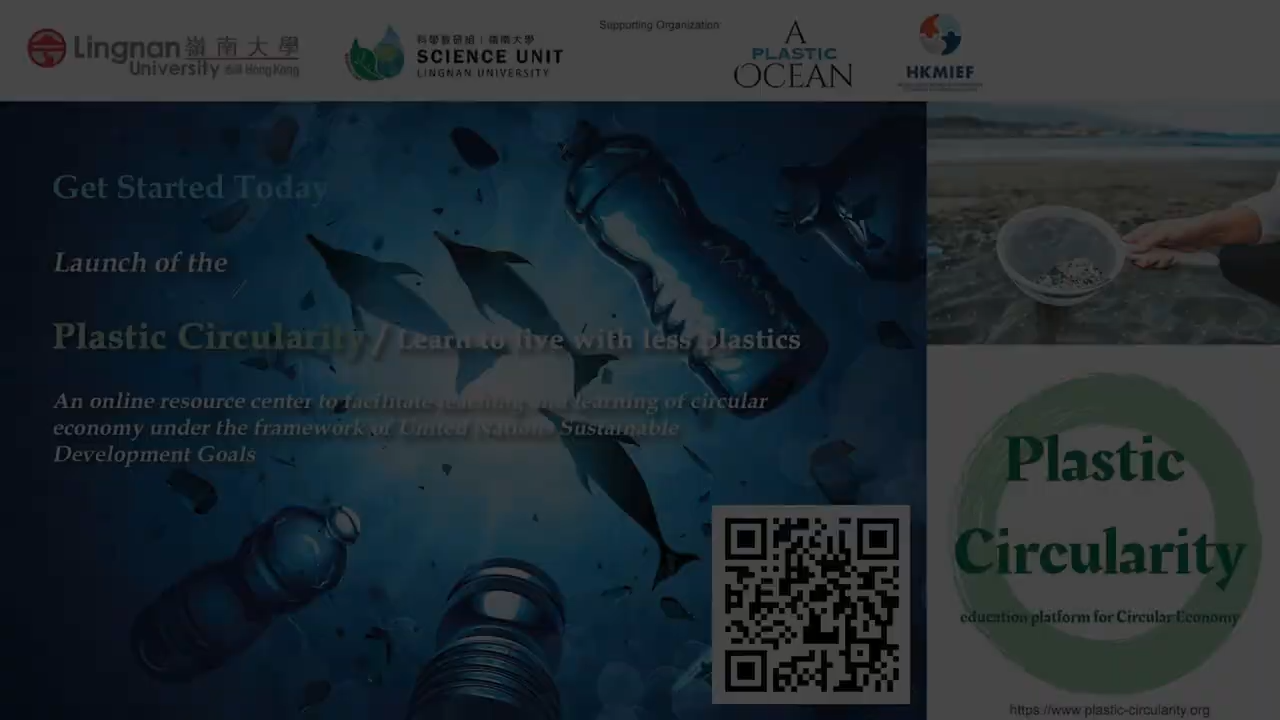 Lingnan 嶺南大學
University 香港 Hong Kong
科學教研組 | 嶺南大學
SCIENCE UNIT
LINGNAN UNIVERSITY
Supporting Organization
A
PLASTIC
OCEAN
HKMIEF
Get Started Today
Launch of the
Plastic Circularity / Learn to live with less plastics
An online resource center to facilitate teaching and learning of circular
economy under the framework of United Nations Sustainable
Development Goals
Plastic
Circularity
education platform for Circular Economy
https://www.plastic-circularity.org